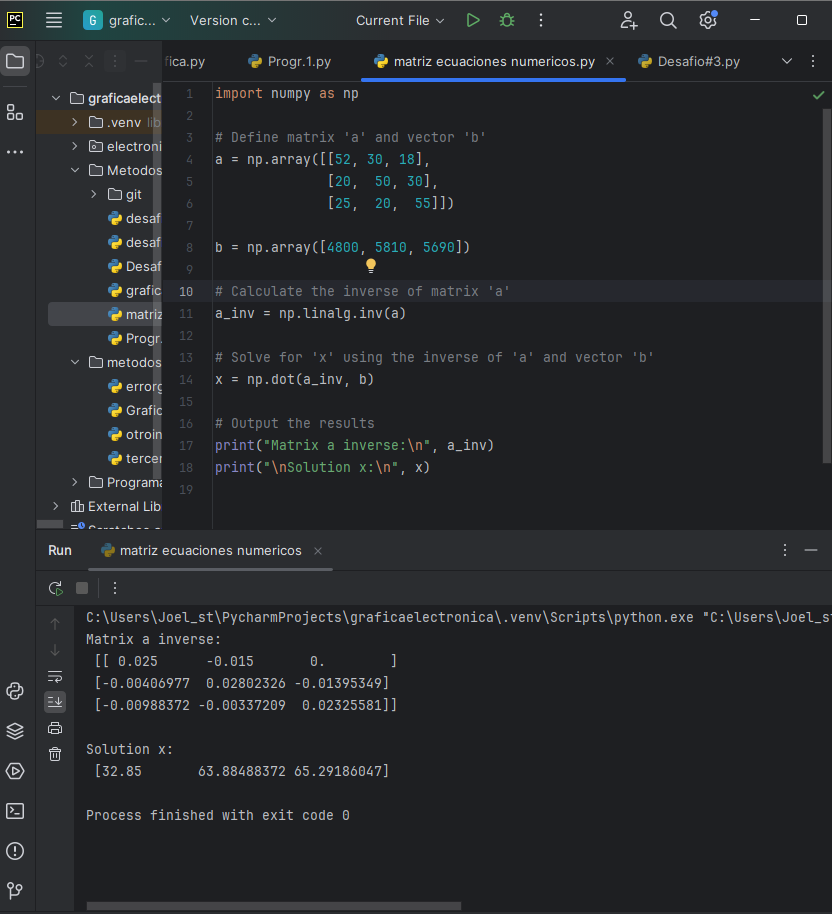 PC
G grafic... Version c... Current File
fica.py Progr.1.py matriz ecuaciones numericos.py Desafio#3.py
graficaelect
.venv lib
electroni
Metodos
git
desaf
desaf
Desaf
grafic
matriz
Progr.
metodos
errorg
Grafic
otroin
tercer
Programa
External Lib
Scratches
1 import numpy as np
2
3 # Define matrix 'a' and vector 'b'
4 a = np.array([[52, 30, 18],
5 [20, 50, 30],
6 [25, 20, 55]])
7
8 b = np.array([4800, 5810, 5690])
9
10 # Calculate the inverse of matrix 'a'
11 a_inv = np.linalg.inv(a)
12
13 # Solve for 'x' using the inverse of 'a' and vector 'b'
14 x = np.dot(a_inv, b)
15
16 # Output the results
17 print("Matrix a inverse:\n", a_inv)
18 print("\nSolution x:\n", x)
19
Run matriz ecuaciones numericos
C:\Users\Joel_st\PycharmProjects\graficaelectronica\.venv\Scripts\python.exe "C:\Users\Joel_st
Matrix a inverse:
[[ 0.025 -0.015 0. ]
[-0.00406977 0.02802326 -0.01395349]
[-0.00988372 -0.00337209 0.02325581]]
Solution x:
[32.85 63.88488372 65.29186047]
Process finished with exit code 0